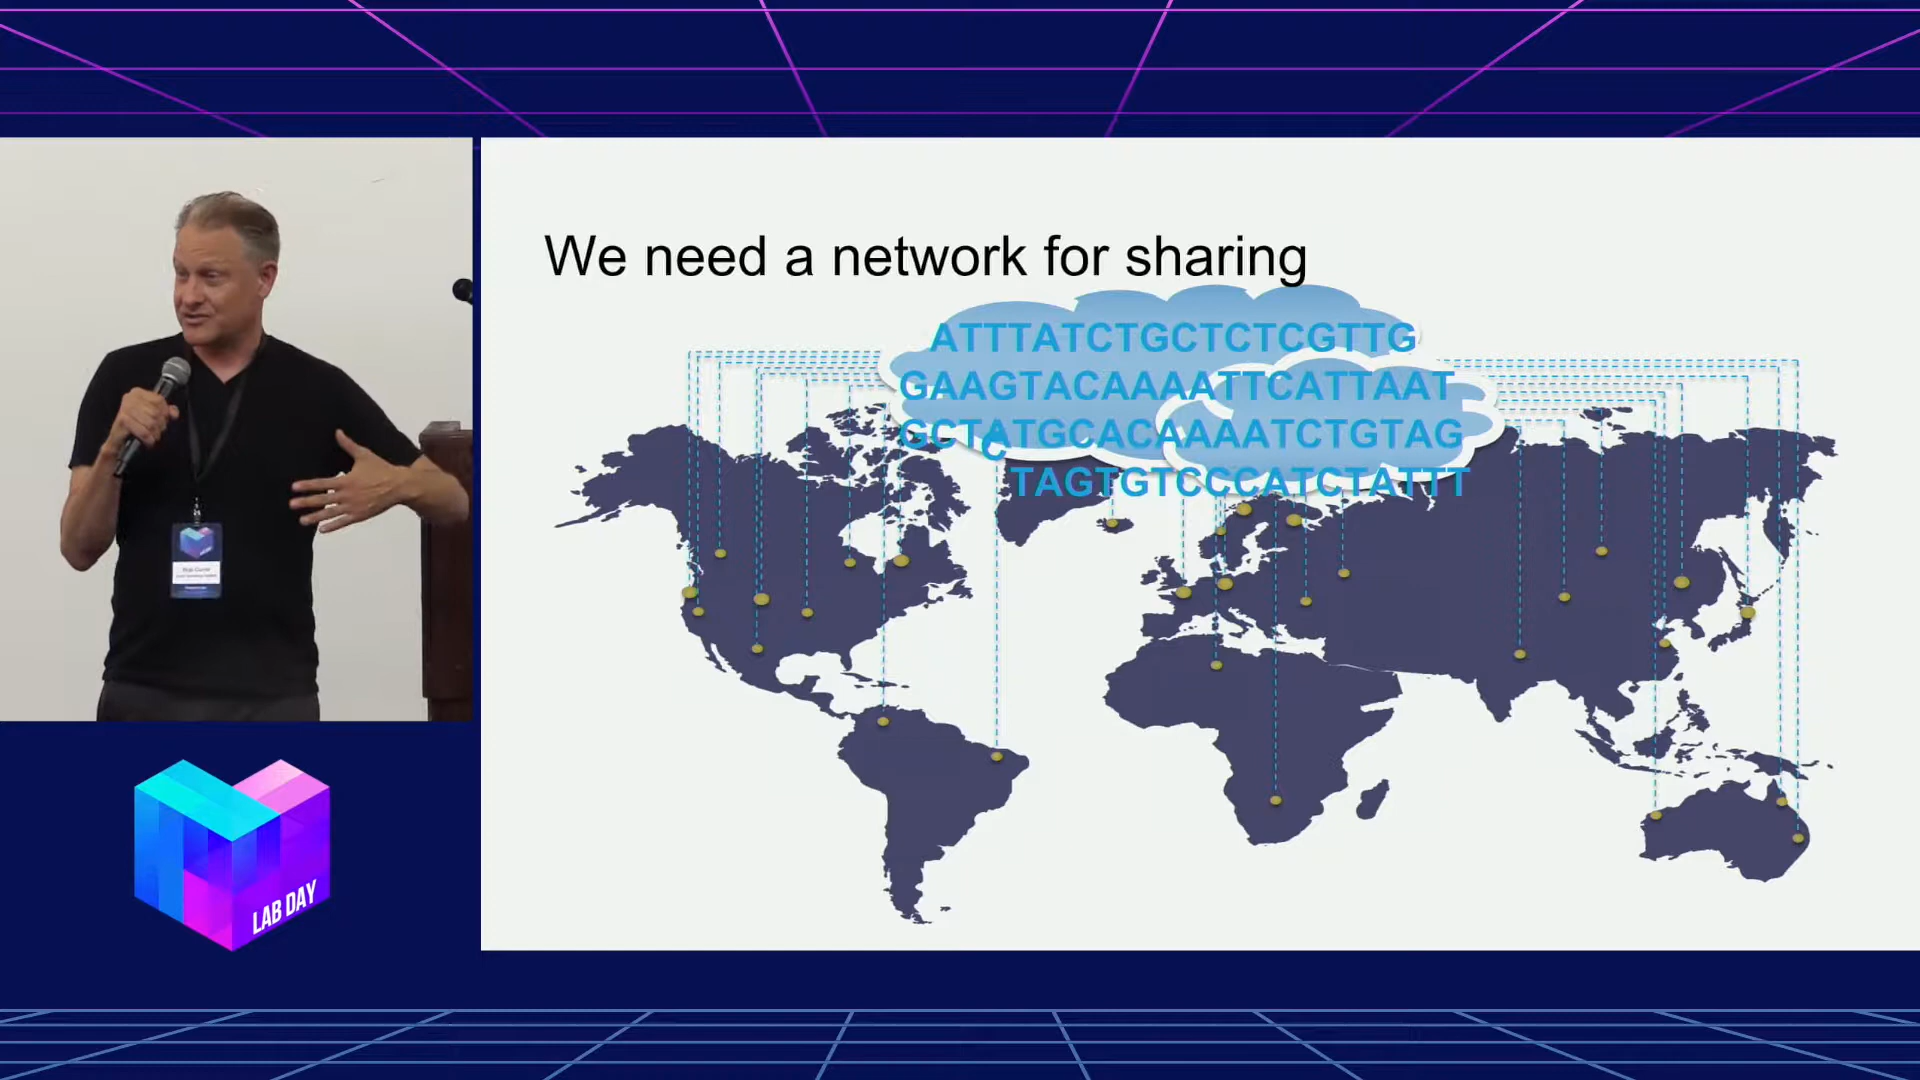 We need a network for sharing
ATTTATCTGCTCTCGTTG
GAAGTACAAAATTCATTAAT
GCTATGCACAAAATCTGTAG
C
TAGTGTCCCATCTATTT
LAB DAY